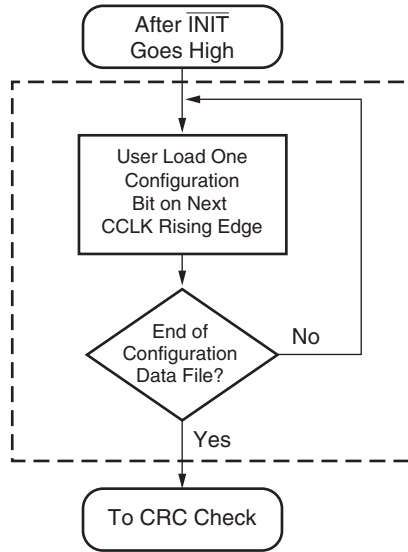 After INIT
Goes High
User Load One
Configuration
Bit on Next
CCLK Rising Edge
End of
Configuration
Data File?
No
Yes
To CRC Check